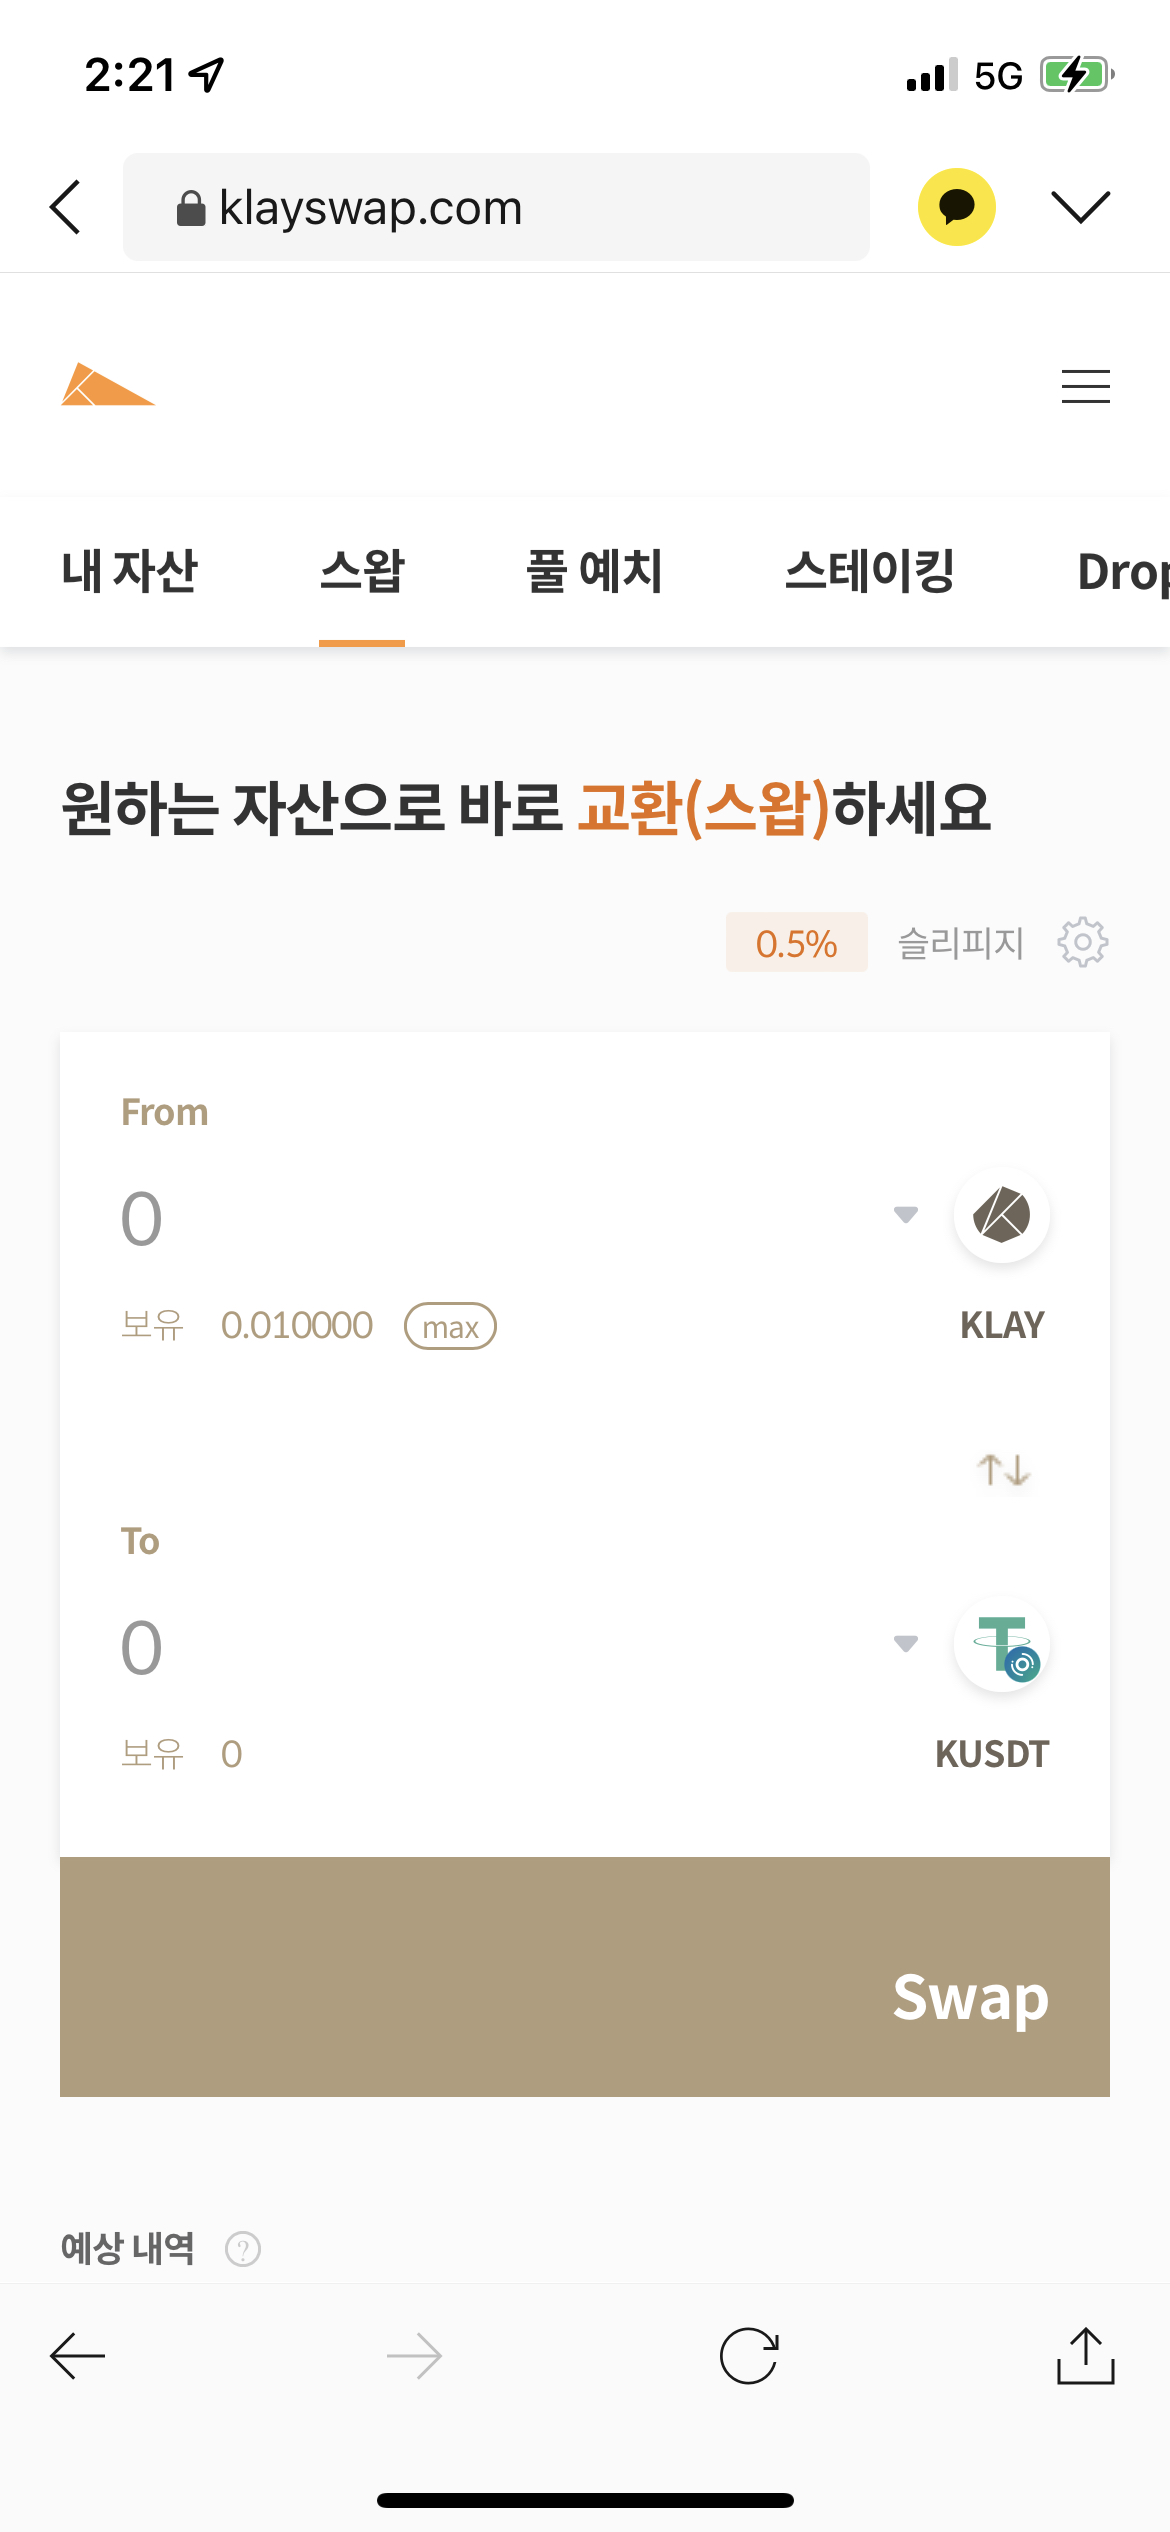 2:21
5G
klayswap.com
내 자산 스왑 풀 예치 스테이킹 Drop
원하는 자산으로 바로 교환(스왑)하세요
0.5% 슬리피지
From
0
보유 0.010000 max KLAY
To
0
보유 0 KUSDT
Swap
예상 내역 ?